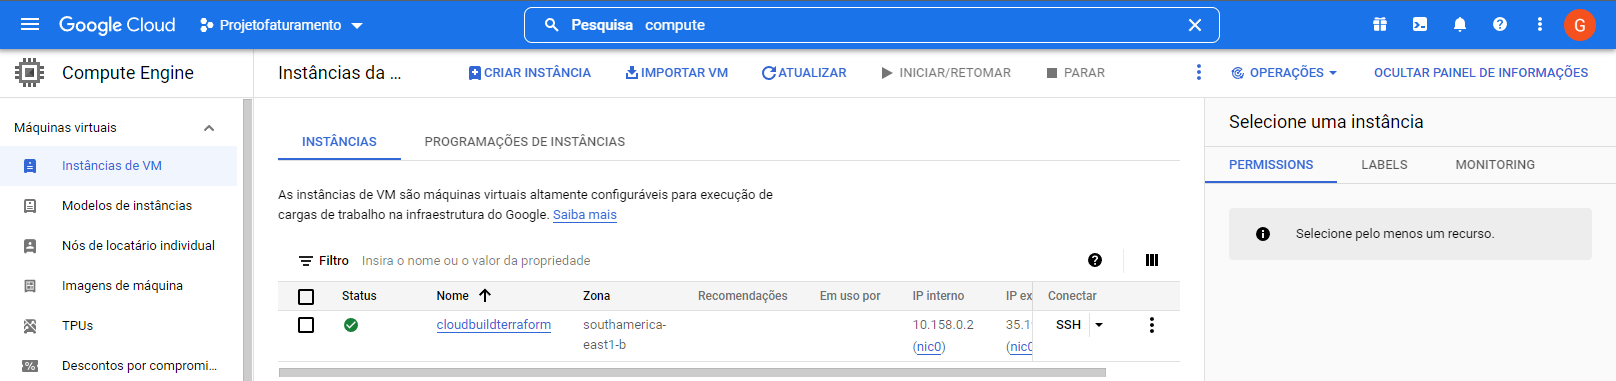 Google Cloud
Projetofaturamento
Pesquisa compute
G
Compute Engine
Instâncias da ...
CRIAR INSTÂNCIA
IMPORTAR VM
ATUALIZAR
INICIAR/RETOMAR
PARAR
OPERAÇÕES
OCULTAR PAINEL DE INFORMAÇÕES
Máquinas virtuais
Instâncias de VM
Modelos de instâncias
Nós de locatário individual
Imagens de máquina
TPUs
Descontos por compromi...
INSTÂNCIAS
PROGRAMAÇÕES DE INSTÂNCIAS
As instâncias de VM são máquinas virtuais altamente configuráveis para execução de
cargas de trabalho na infraestrutura do Google. Saiba mais
Filtro Insira o nome ou o valor da propriedade
Status Nome Zona Recomendações Em uso por IP interno IP ex Conectar
cloudbuildterraform southamerica- 10.158.0.2 35.1 SSH
east1-b (nic0) (nic0
Selecione uma instância
PERMISSIONS LABELS MONITORING
Selecione pelo menos um recurso.